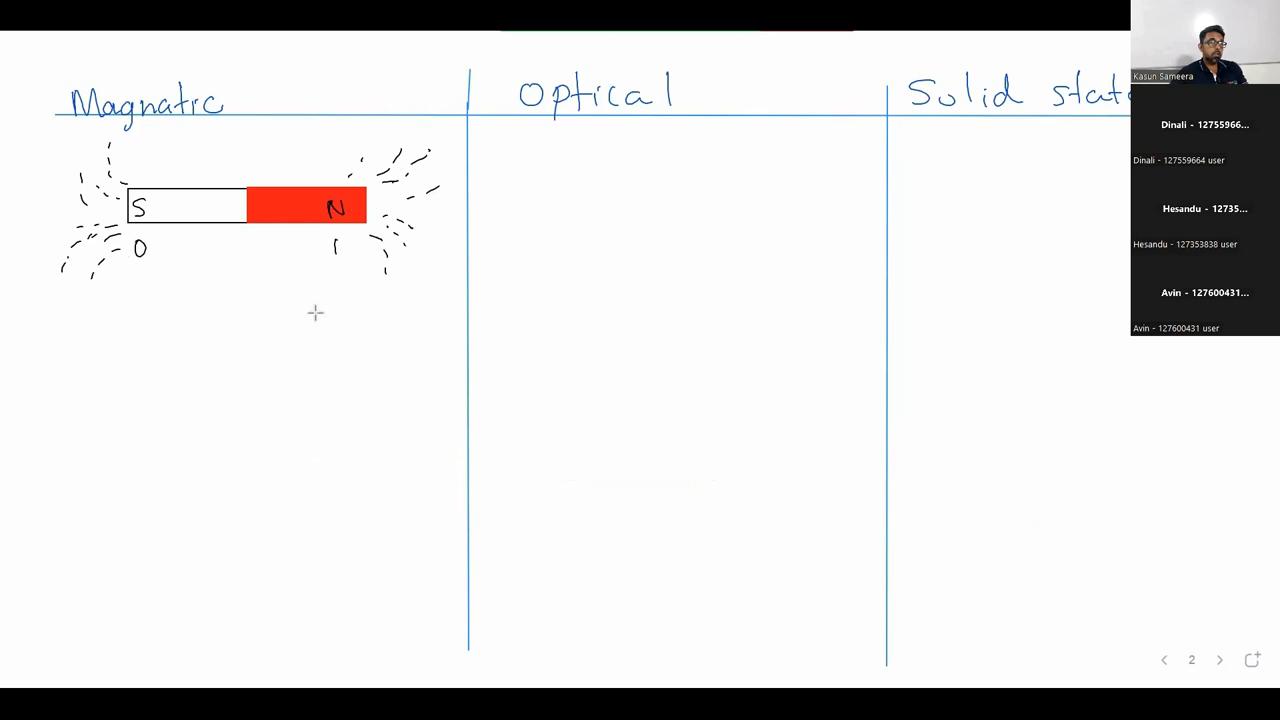 Magnatic
Optical
Solid stat
S
N
0
1
Kasun Sameera
Dinali - 12755966...
Dinali - 127559664 user
Hesandu - 12735...
Hesandu - 127353838 user
Avin - 127600431...
Avin - 127600431 user
2